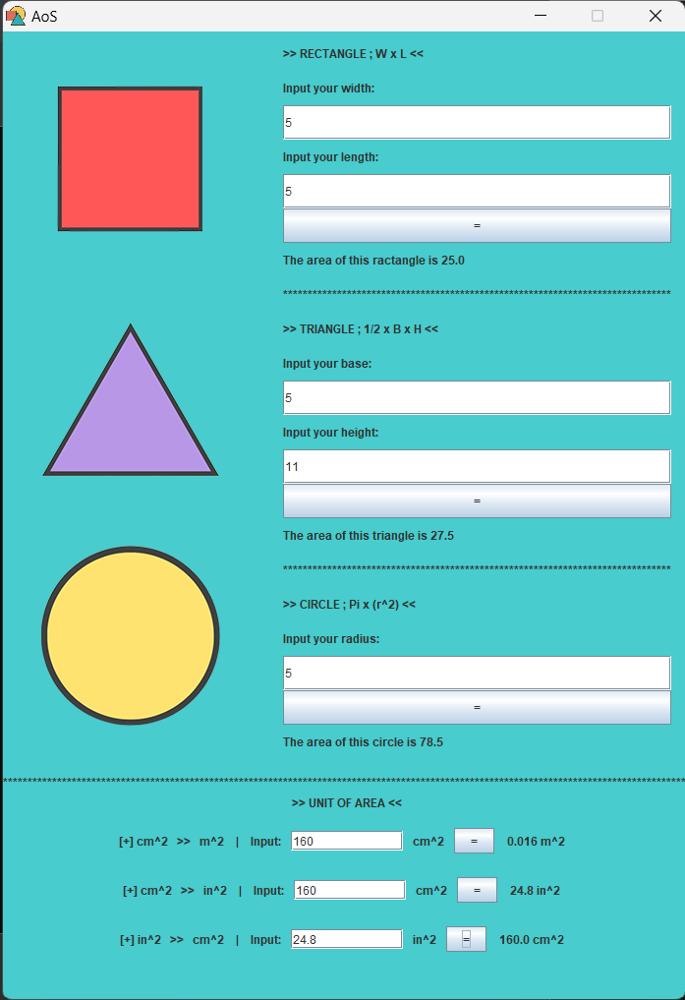 AoS
>> RECTANGLE ; W x L <<
Input your width:
5
Input your length:
5
=
The area of this ractangle is 25.0
*******************************************************************************
>> TRIANGLE ; 1/2 x B x H <<
Input your base:
5
Input your height:
11
=
The area of this triangle is 27.5
*******************************************************************************
>> CIRCLE ; Pi x (r^2) <<
Input your radius:
5
=
The area of this circle is 78.5
*******************************************************************************************************************************************
>> UNIT OF AREA <<
[+] cm^2 >> m^2 | Input: 160 cm^2 = 0.016 m^2
[+] cm^2 >> in^2 | Input: 160 cm^2 = 24.8 in^2
[+] in^2 >> cm^2 | Input: 24.8 in^2 = 160.0 cm^2